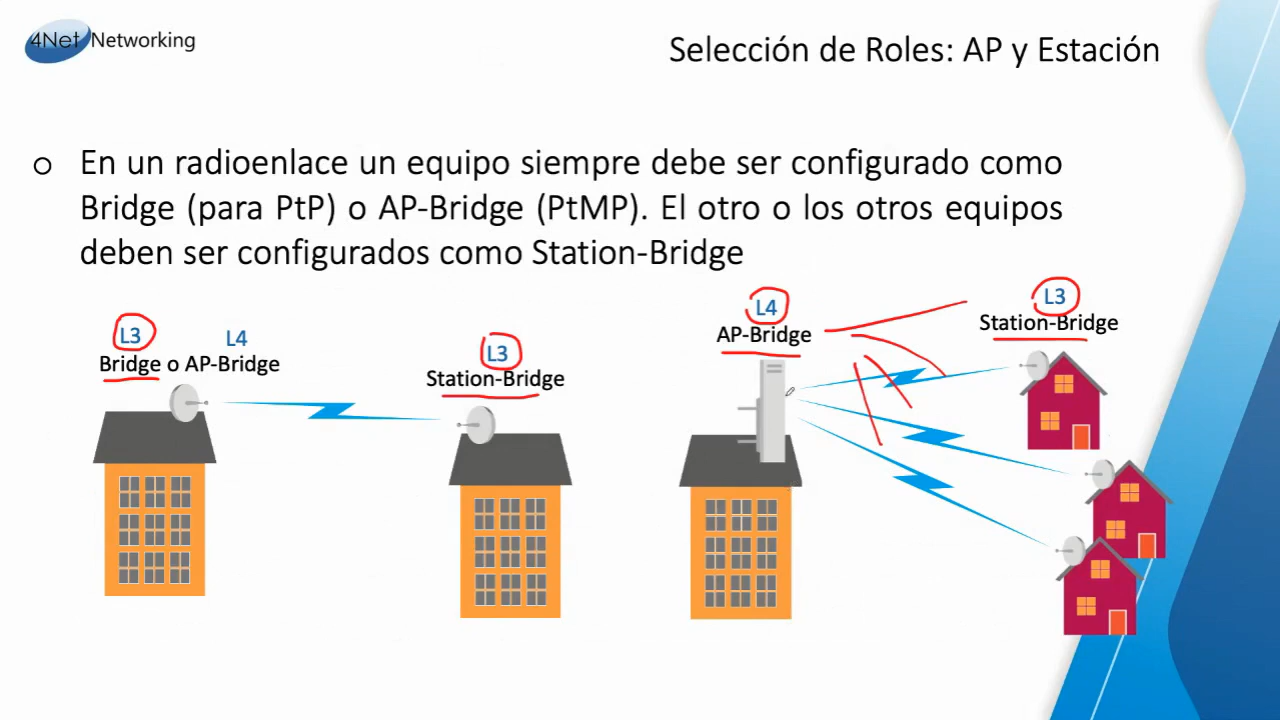 4Net Networking
Selección de Roles: AP y Estación
o En un radioenlace un equipo siempre debe ser configurado como
Bridge (para PtP) o AP-Bridge (PtMP). El otro o los otros equipos
deben ser configurados como Station-Bridge
L3 L4
Bridge o AP-Bridge
L3
Station-Bridge
L4
AP-Bridge
L3
Station-Bridge